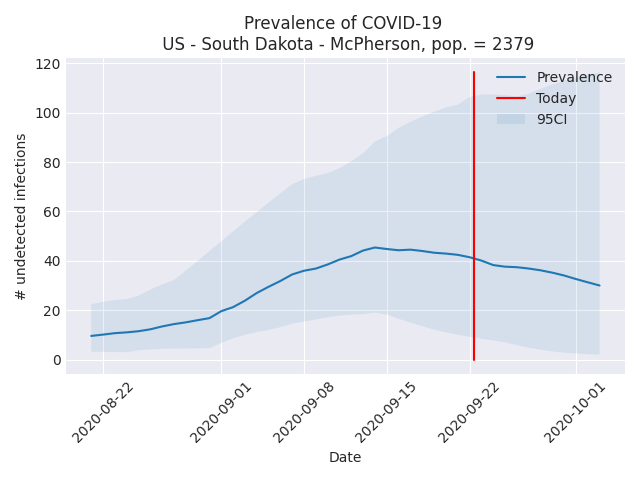 Prevalence of COVID-19
US - South Dakota - McPherson, pop. = 2379
# undetected infections
120
100
80
60
40
20
0
Prevalence
Today
95CI
2020-08-22
2020-09-01
2020-09-08
2020-09-15
2020-09-22
2020-10-01
Date